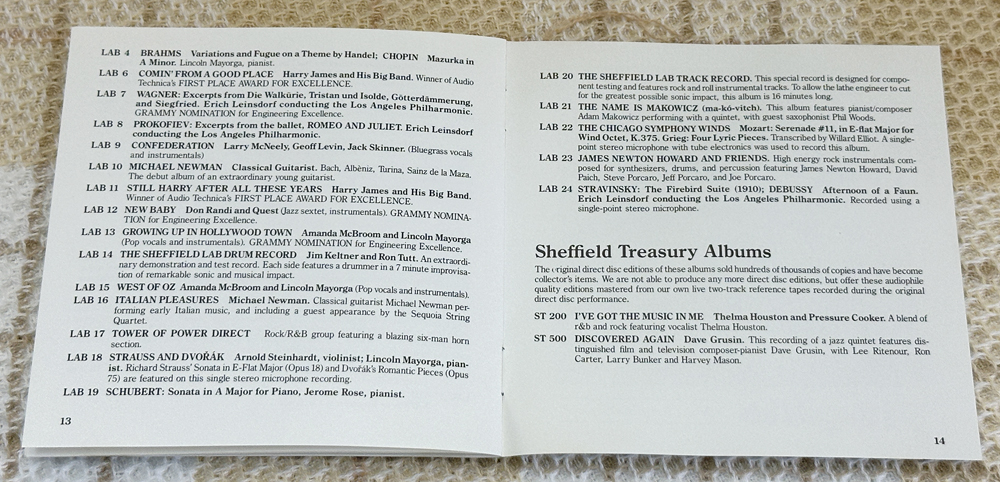 LAB 4 BRAHMS Variations and Fugue on a Theme by Handel; CHOPIN Mazurka in
A Minor. Lincoln Mayorga, pianist.
LAB 6 COMIN' FROM A GOOD PLACE Harry James and His Big Band. Winner of Audio
Technica's FIRST PLACE AWARD FOR EXCELLENCE.
LAB 7 WAGNER: Excerpts from Die Walkürie, Tristan und Isolde, Götterdämmerung,
and Siegfried. Erich Leinsdorf conducting the Los Angeles Philharmonic.
GRAMMY NOMINATION for Engineering Excellence.
LAB 8 PROKOFIEV: Excerpts from the ballet, ROMEO AND JULIET. Erich Leinsdorf
conducting the Los Angeles Philharmonic.
LAB 9 CONFEDERATION Larry McNeely, Geoff Levin, Jack Skinner. (Bluegrass vocals
and instrumentals)
LAB 10 MICHAEL NEWMAN Classical Guitarist. Bach, Albèniz, Turina, Sainz de la Maza.
The debut album of an extraordinary young guitarist.
LAB 11 STILL HARRY AFTER ALL THESE YEARS Harry James and His Big Band.
Winner of Audio Technica's FIRST PLACE AWARD FOR EXCELLENCE.
LAB 12 NEW BABY Don Randi and Quest (Jazz sextet, instrumentals). GRAMMY NOMINA-
TION for Engineering Excellence.
LAB 13 GROWING UP IN HOLLYWOOD TOWN Amanda McBroom and Lincoln Mayorga
(Pop vocals and instrumentals). GRAMMY NOMINATION for Engineering Excellence.
LAB 14 THE SHEFFIELD LAB DRUM RECORD Jim Keltner and Ron Tutt. An extraordi-
nary demonstration and test record. Each side features a drummer in a 7 minute improvisa-
tion of remarkable sonic and musical impact.
LAB 15 WEST OF OZ Amanda McBroom and Lincoln Mayorga (Pop vocals and instrumentals).
LAB 16 ITALIAN PLEASURES Michael Newman. Classical guitarist Michael Newman per-
forming early Italian music, and including a guest appearance by the Sequoia String
Quartet.
LAB 17 TOWER OF POWER DIRECT Rock/R&B group featuring a blazing six-man horn
section.
LAB 18 STRAUSS AND DVOŘÁK Arnold Steinhardt, violinist; Lincoln Mayorga, pian-
ist. Richard Strauss' Sonata in E-Flat Major (Opus 18) and Dvořák's Romantic Pieces (Opus
75) are featured on this single stereo microphone recording.
LAB 19 SCHUBERT: Sonata in A Major for Piano, Jerome Rose, pianist.
13
LAB 20 THE SHEFFIELD LAB TRACK RECORD. This special record is designed for compo-
nent testing and features rock and roll instrumental tracks. To allow the lathe engineer to cut
for the greatest possible sonic impact, this album is 16 minutes long.
LAB 21 THE NAME IS MAKOWICZ (ma-kó-vitch). This album features pianist/composer
Adam Makowicz performing with a quintet, with guest saxophonist Phil Woods.
LAB 22 THE CHICAGO SYMPHONY WINDS Mozart: Serenade #11, in E-flat Major for
Wind Octet, K.375. Grieg: Four Lyric Pieces. Transcribed by Willard Elliot. A single-
point stereo microphone with tube electronics was used to record this album.
LAB 23 JAMES NEWTON HOWARD AND FRIENDS. High energy rock instrumentals com-
posed for synthesizers, drums, and percussion featuring James Newton Howard, David
Paich, Steve Porcaro, Jeff Porcaro, and Joe Porcaro.
LAB 24 STRAVINSKY: The Firebird Suite (1910); DEBUSSY Afternoon of a Faun.
Erich Leinsdorf conducting the Los Angeles Philharmonic. Recorded using a
single-point stereo microphone.
Sheffield Treasury Albums
The original direct disc editions of these albums sold hundreds of thousands of copies and have become
collector's items. We are not able to produce any more direct disc editions, but offer these audiophile
quality editions mastered from our own live two-track reference tapes recorded during the original
direct disc performance.
ST 200 I'VE GOT THE MUSIC IN ME Thelma Houston and Pressure Cooker. A blend of
r&b and rock featuring vocalist Thelma Houston.
ST 500 DISCOVERED AGAIN Dave Grusin. This recording of a jazz quintet features dis-
tinguished film and television composer-pianist Dave Grusin, with Lee Ritenour, Ron
Carter, Larry Bunker and Harvey Mason.
14